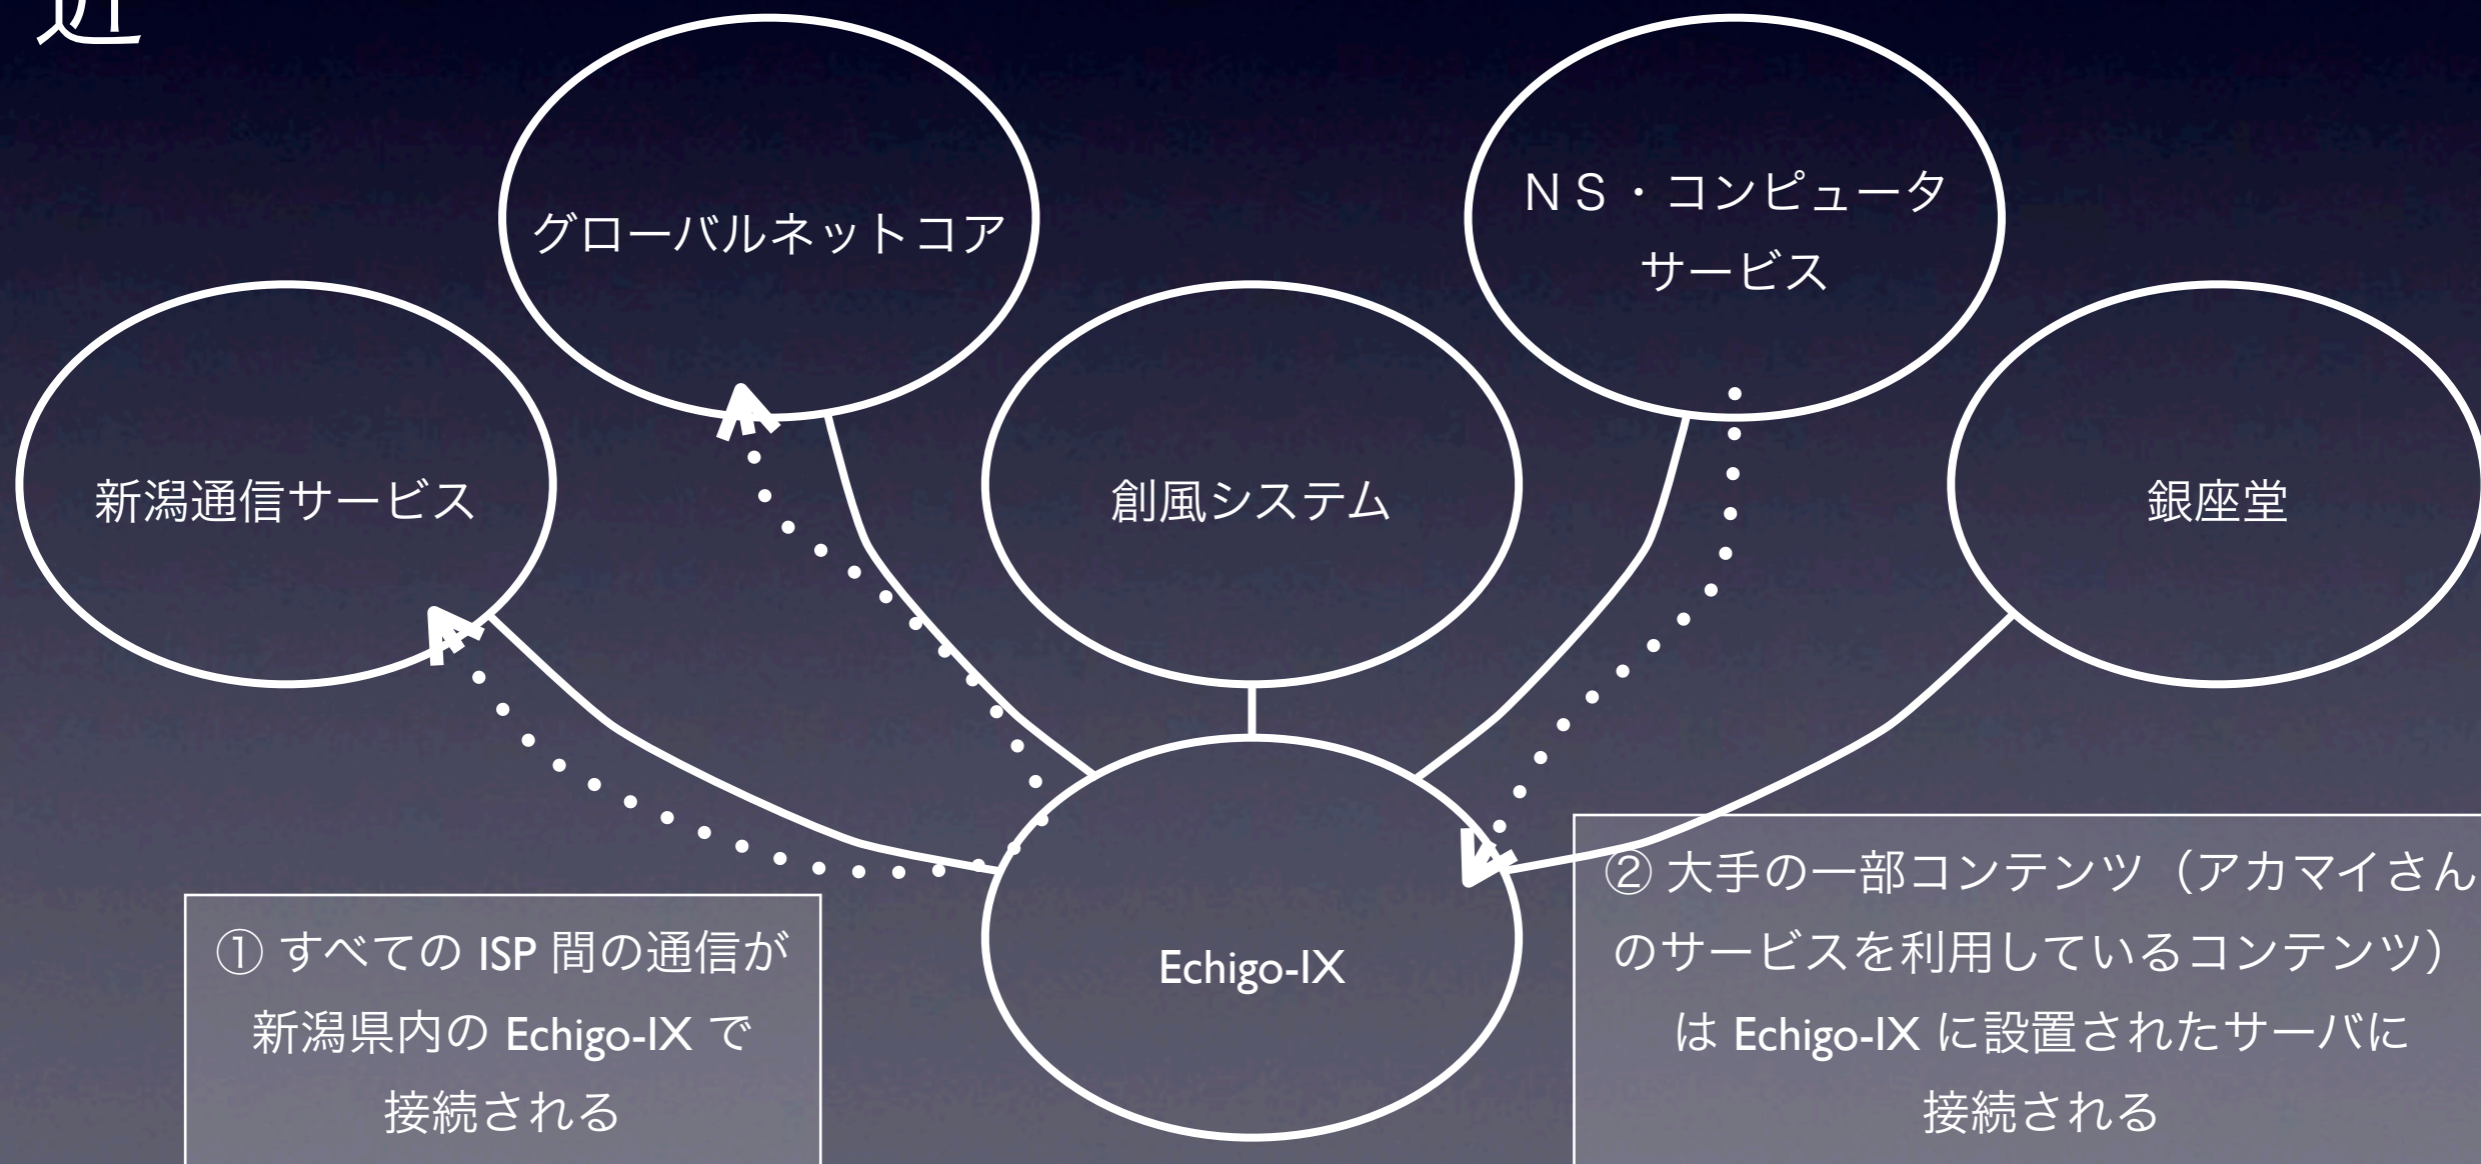 グローバルネットコア
ＮＳ・コンピュータ
サービス
新潟通信サービス
創風システム
銀座堂
Echigo-IX
① すべての ISP 間の通信が
新潟県内の Echigo-IX で
接続される
② 大手の一部コンテンツ（アカマイさん
のサービスを利用しているコンテンツ）
は Echigo-IX に設置されたサーバに
接続される